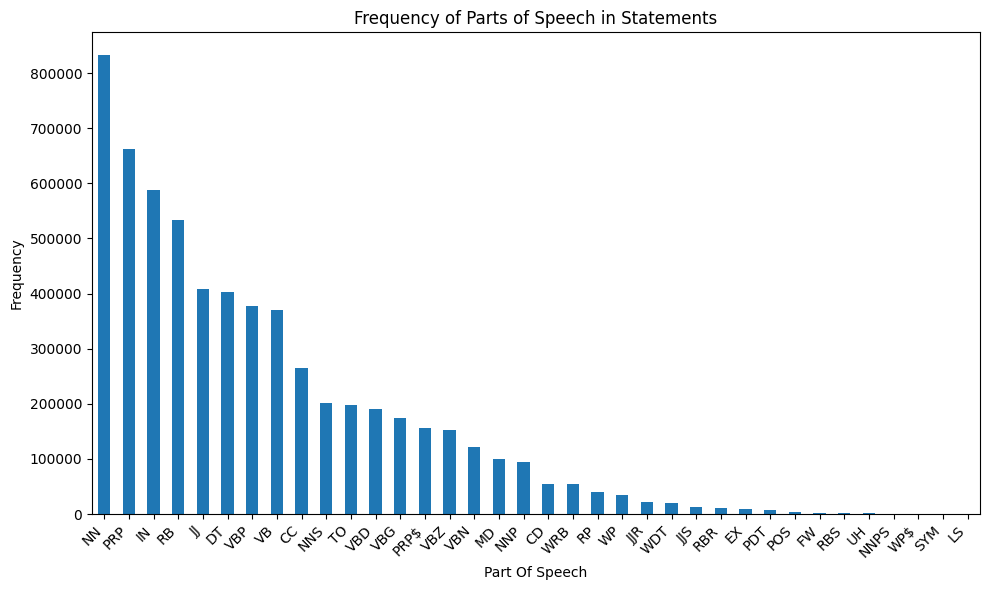 Frequency of Parts of Speech in Statements
800000
700000
600000
500000
400000
300000
200000
100000
0
Frequency
NN PRP IN RB JJ DT VBP VB CC NNS TO VBD VBG PRP$ VBZ VBN MD NNP CD WRB RP WP JJR WDT JJS RBR EX PDT POS FW RBS UH NNPS WP$ SYM LS
Part Of Speech